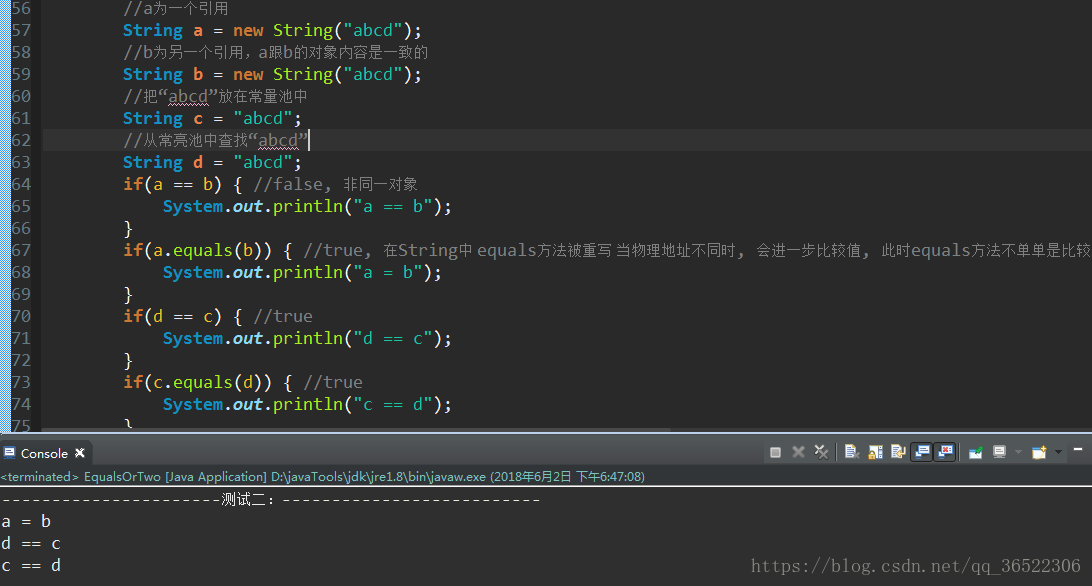 56 //a为一个引用
57 String a = new String("abcd");
58 //b为另一个引用，a跟b的对象内容是一致的
59 String b = new String("abcd");
60 //把“abcd”放在常量池中
61 String c = "abcd";
62 //从常亮池中查找“abcd”
63 String d = "abcd";
64 if(a == b) { //false, 非同一对象
65 System.out.println("a == b");
66 }
67 if(a.equals(b)) { //true, 在String中 equals方法被重写 当物理地址不同时, 会进一步比较值, 此时equals方法不单单是比较
68 System.out.println("a = b");
69 }
70 if(d == c) { //true
71 System.out.println("d == c");
72 }
73 if(c.equals(d)) { //true
74 System.out.println("c == d");
75 }
Console
<terminated> EqualsOrTwo [Java Application] D:\javaTools\jdk\jre1.8\bin\javaw.exe (2018年6月2日 下午6:47:08)
----------------------测试二：--------------------------
a = b
d == c
c == d
https://blog.csdn.net/qq_36522306